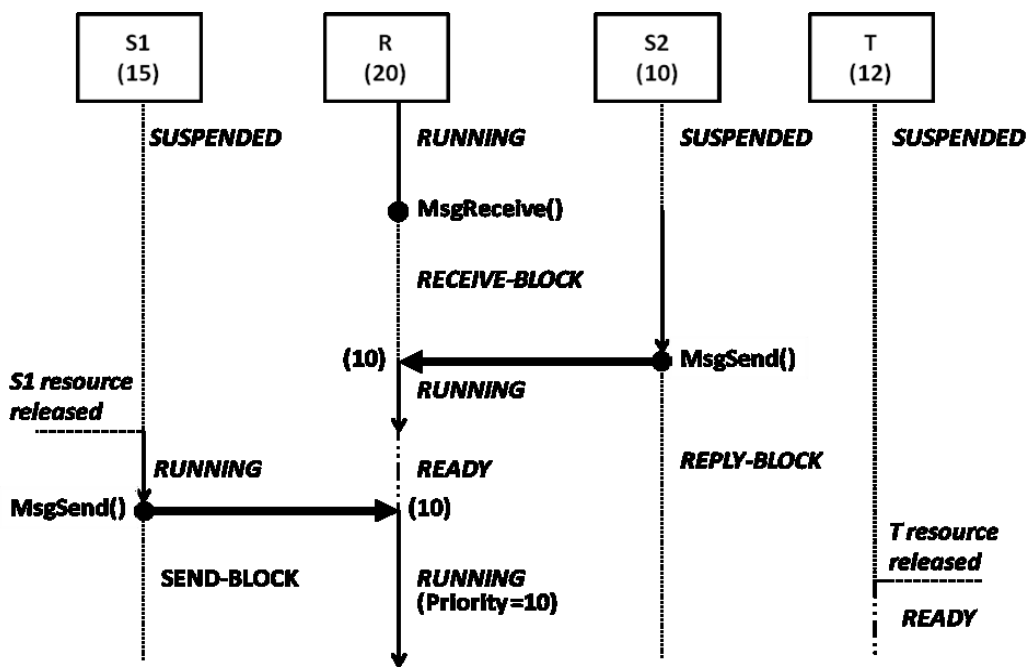 S1
(15)
R
(20)
S2
(10)
T
(12)
SUSPENDED
RUNNING
SUSPENDED
SUSPENDED
MsgReceive()
RECEIVE-BLOCK
(10)
MsgSend()
S1 resource
released
RUNNING
RUNNING
READY
REPLY-BLOCK
MsgSend()
(10)
T resource
released
SEND-BLOCK
RUNNING
(Priority=10)
READY